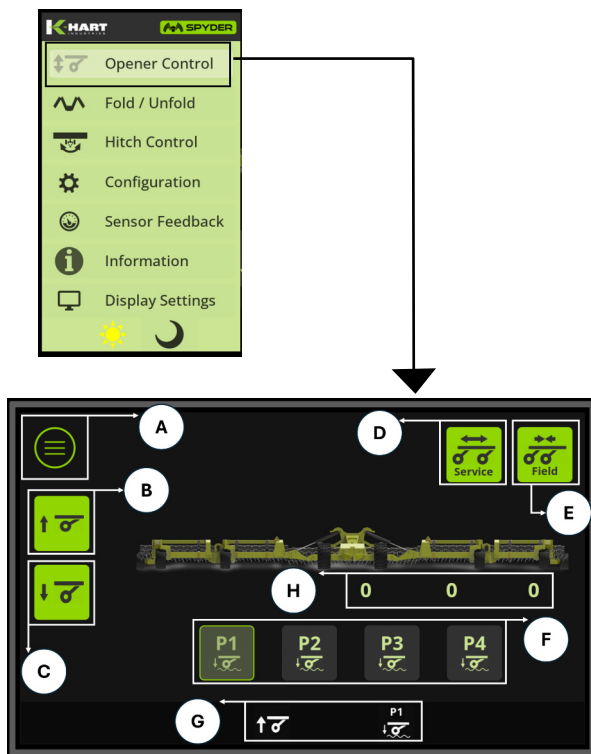 K-HART
INDUSTRIES
SPYDER
Opener Control
Fold / Unfold
Hitch Control
Configuration
Sensor Feedback
Information
Display Settings
A
D
Service
Field
B
E
H
0 0 0
P1 P2 P3 P4
F
C
G
P1